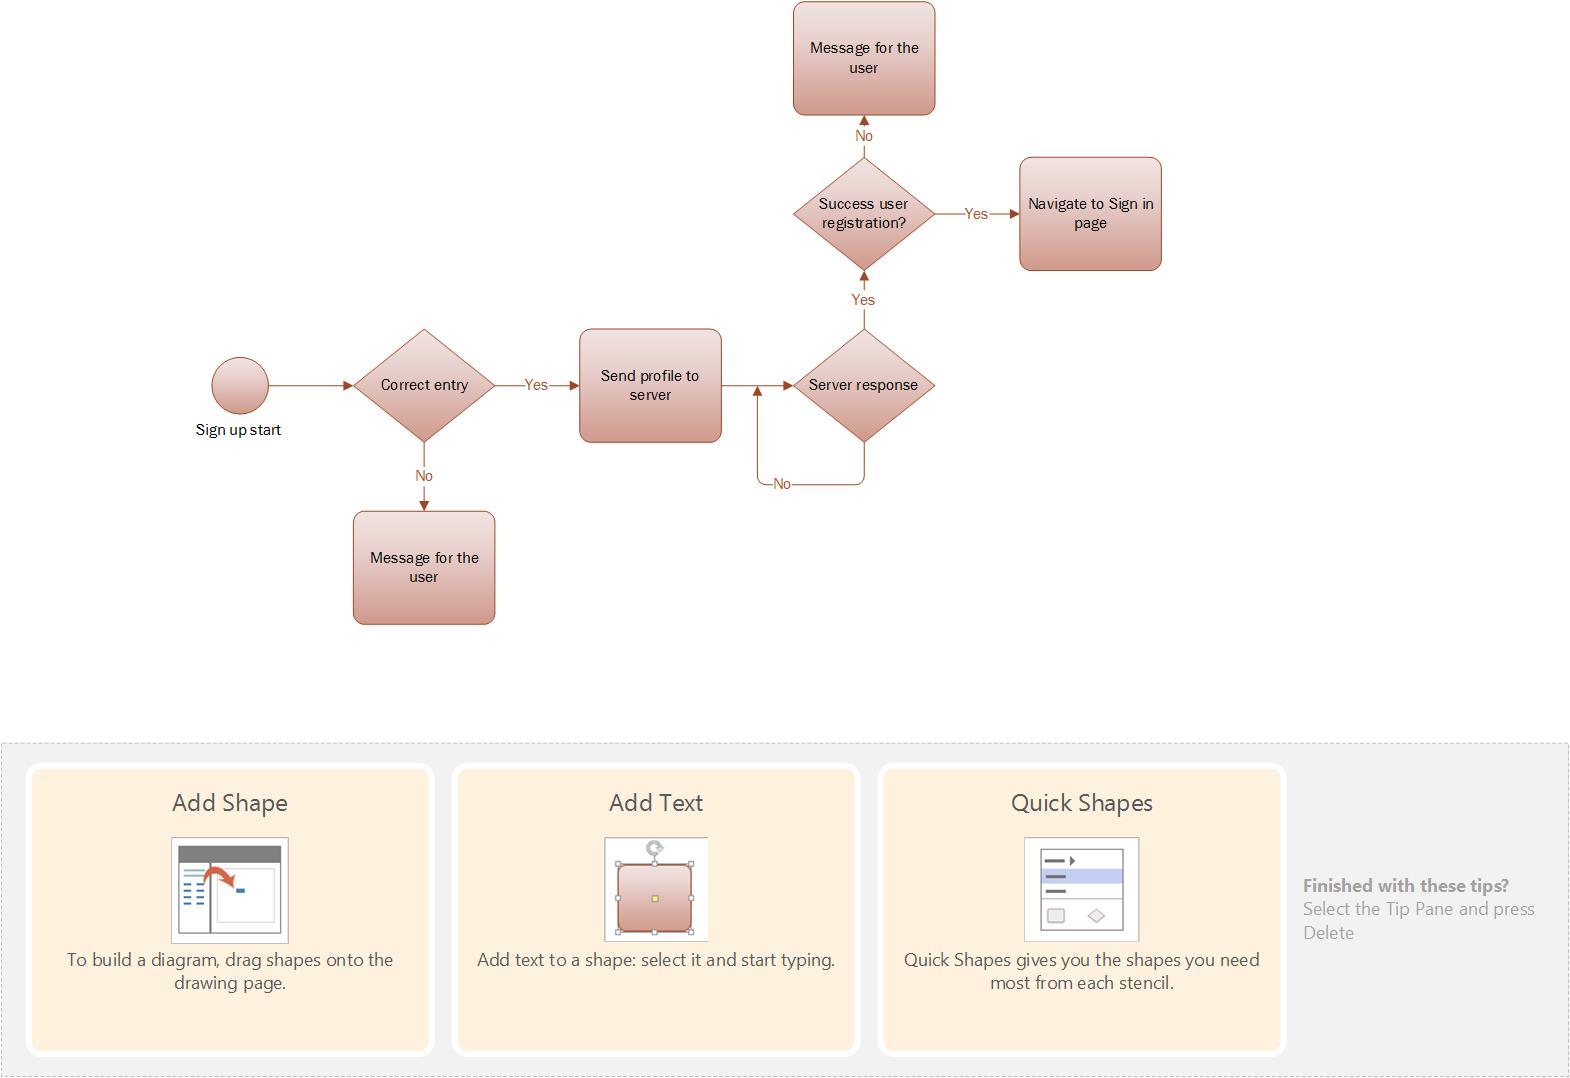 Message for the
user
No
Success user
registration?
Yes
Navigate to Sign in
page
Yes
Sign up start
Correct entry
Yes
Send profile to
server
Server response
No
No
Message for the
user
Add Shape
To build a diagram, drag shapes onto the
drawing page.
Add Text
Add text to a shape: select it and start typing.
Quick Shapes
Quick Shapes gives you the shapes you need
most from each stencil.
Finished with these tips?
Select the Tip Pane and press
Delete